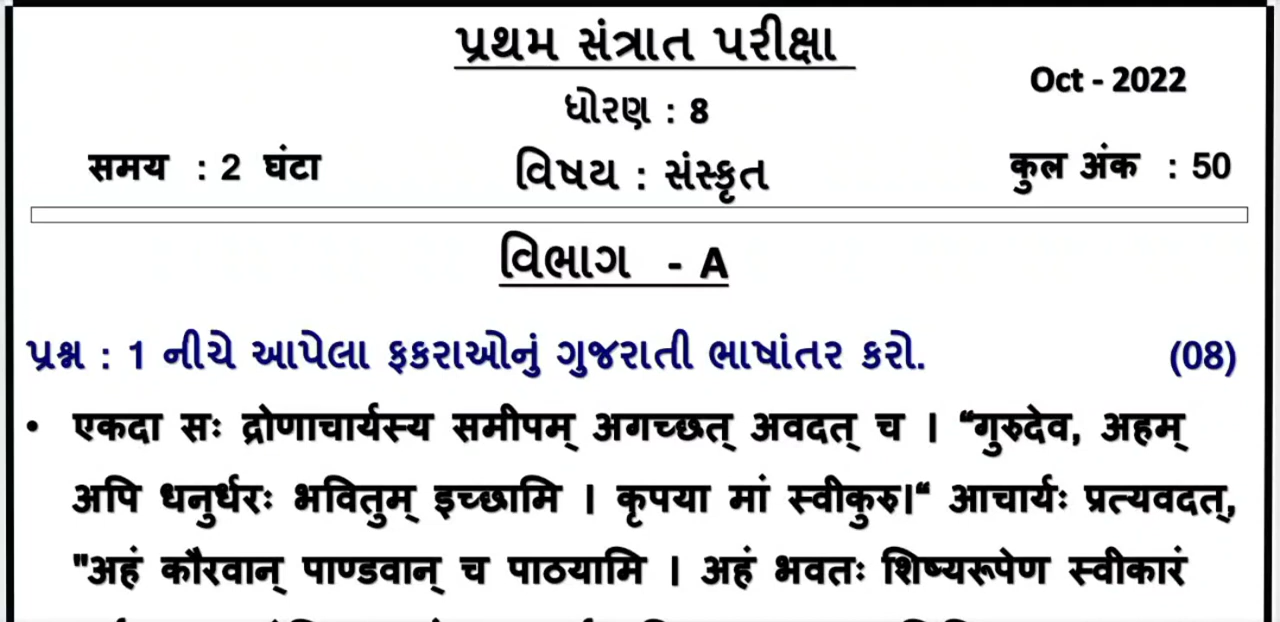 પ્રથમ સંત્રાત પરીક્ષા
Oct - 2022
ધોરણ : 8
समय : 2 घंटा
વિષય : સંસ્કૃત
कुल अंक : 50
વિભાગ - A
પ્રશ્ન : 1 નીચે આપેલા ફકરાઓનું ગુજરાતી ભાષાંતર કરો. (08)
• एकदा सः द्रोणाचार्यस्य समीपम् अगच्छत् अवदत् च । “गुरुदेव, अहम्
अपि धनुर्धरः भवितुम् इच्छामि । कृपया मां स्वीकुरु।“ आचार्यः प्रत्यवदत्,
"अहं कौरवान् पाण्डवान् च पाठयामि । अहं भवतः शिष्यरूपेण स्वीकारं